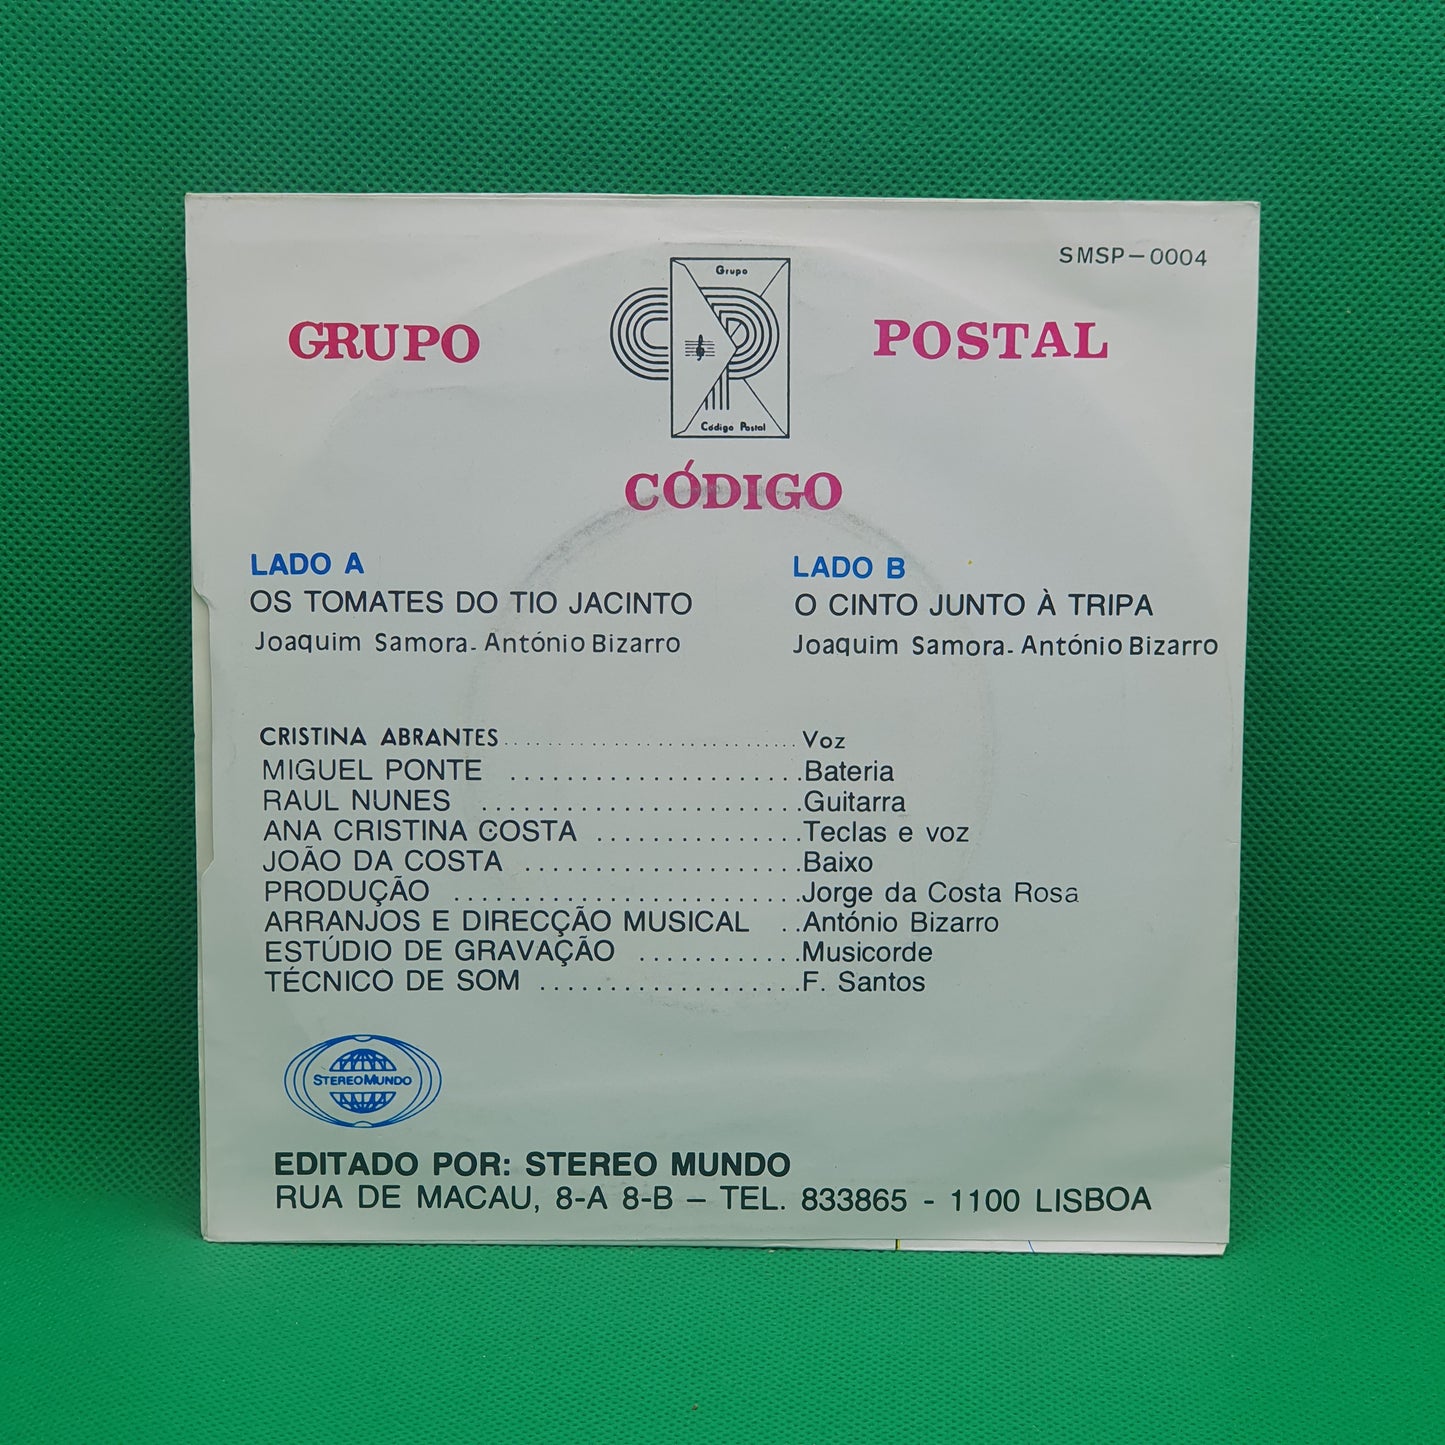 SMSP-0004
Grupo
GRUPO
POSTAL
Código Postal
CÓDIGO
LADO A
OS TOMATES DO TIO JACINTO
Joaquim Samora. António Bizarro
LADO B
O CINTO JUNTO À TRIPA
Joaquim Samora. António Bizarro
CRISTINA ABRANTES .......................... Voz
MIGUEL PONTE .....................Bateria
RAUL NUNES .......................Guitarra
ANA CRISTINA COSTA ...............Teclas e voz
JOÃO DA COSTA ....................Baixo
PRODUÇÃO .........................Jorge da Costa Rosa
ARRANJOS E DIRECÇÃO MUSICAL ..António Bizarro
ESTÚDIO DE GRAVAÇÃO ............Musicorde
TÉCNICO DE SOM ...................F. Santos
STEREOMUNDO
EDITADO POR: STEREO MUNDO
RUA DE MACAU, 8-A 8-B – TEL. 833865 - 1100 LISBOA